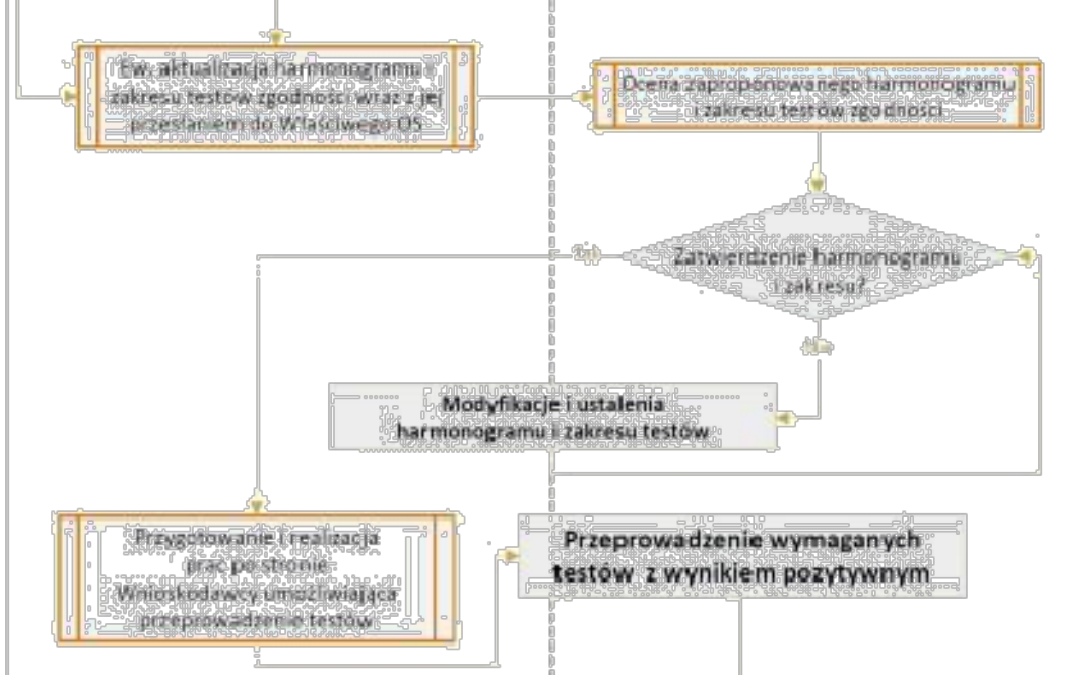 Ew. aktualizacja harmonogramu i
zakresu testów zgodności wraz z jej
przesłaniem do Właściwego OS
Ocena zaproponowanego harmonogramu
i zakresu testów zgodności
Zatwierdzenie harmonogramu
i zakresu?
Modyfikacje i ustalenia
harmonogramu i zakresu testów
Przygotowanie i realizacja
prac po stronie
Wnioskodawcy umożliwiająca
przeprowadzenie testów
Przeprowadzenie wymaganych
testów z wynikiem pozytywnym